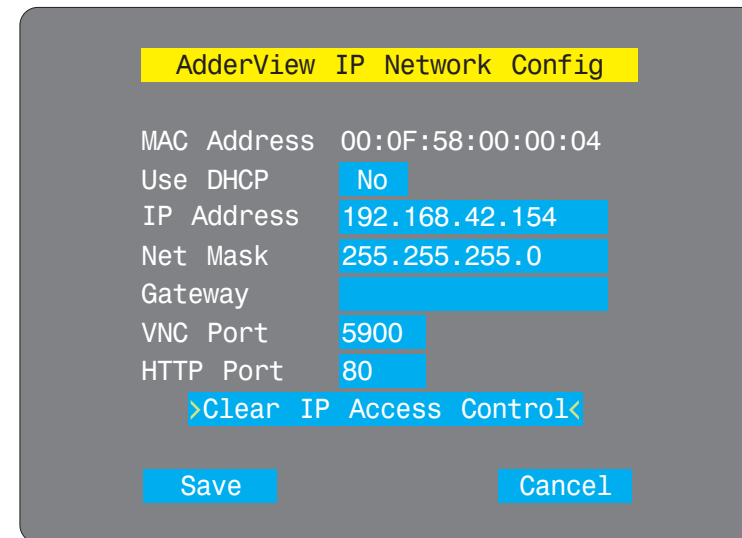 AdderView IP Network Config
MAC Address 00:0F:58:00:00:04
Use DHCP No
IP Address 192.168.42.154
Net Mask 255.255.255.0
Gateway
VNC Port 5900
HTTP Port 80
>Clear IP Access Control<
Save Cancel